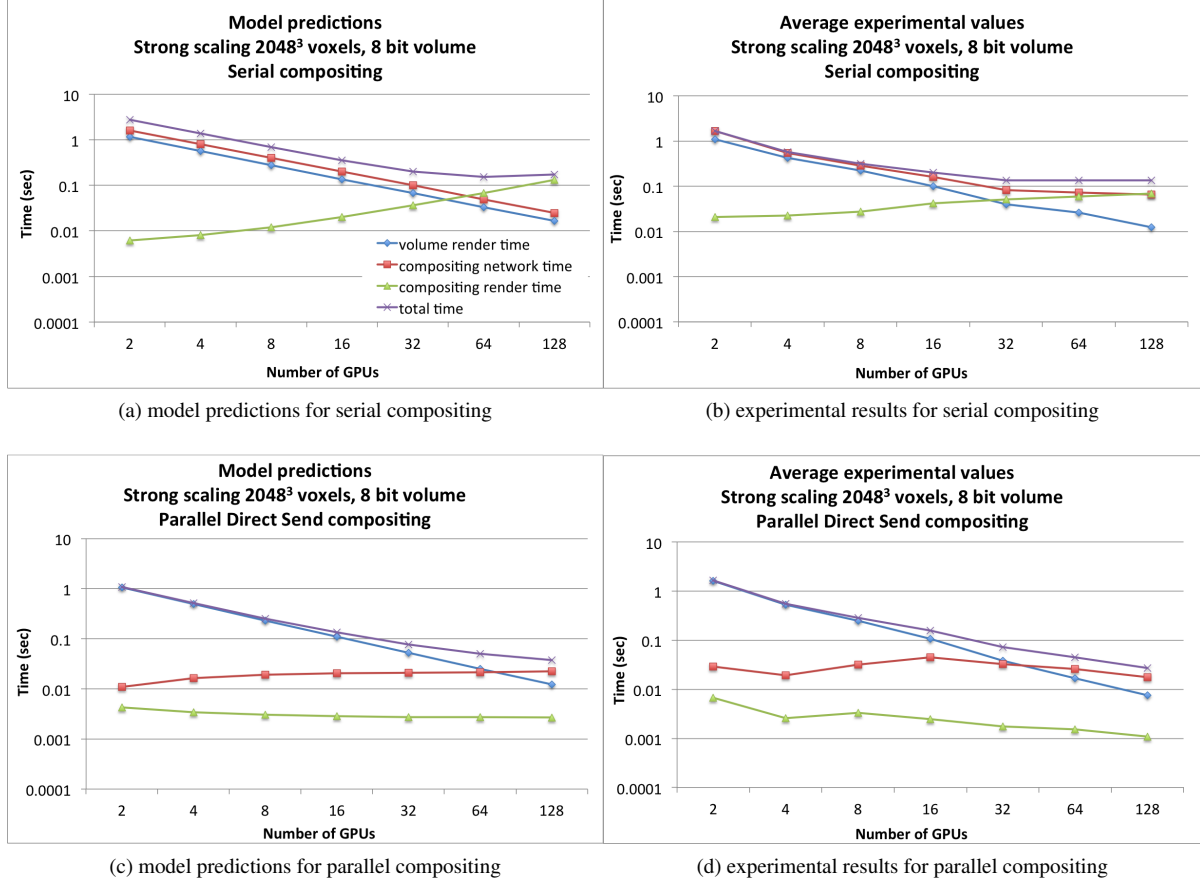 Model predictions
Strong scaling 2048³ voxels, 8 bit volume
Serial compositing
10
1
0.1
0.01
0.001
0.0001
Time (sec)
volume render time
compositing network time
compositing render time
total time
2 4 8 16 32 64 128
Number of GPUs
(a) model predictions for serial compositing
Average experimental values
Strong scaling 2048³ voxels, 8 bit volume
Serial compositing
10
1
0.1
0.01
0.001
0.0001
Time (sec)
2 4 8 16 32 64 128
Number of GPUs
(b) experimental results for serial compositing
Model predictions
Strong scaling 2048³ voxels, 8 bit volume
Parallel Direct Send compositing
10
1
0.1
0.01
0.001
0.0001
Time (sec)
2 4 8 16 32 64 128
Number of GPUs
(c) model predictions for parallel compositing
Average experimental values
Strong scaling 2048³ voxels, 8 bit volume
Parallel Direct Send compositing
10
1
0.1
0.01
0.001
0.0001
Time (sec)
2 4 8 16 32 64 128
Number of GPUs
(d) experimental results for parallel compositing